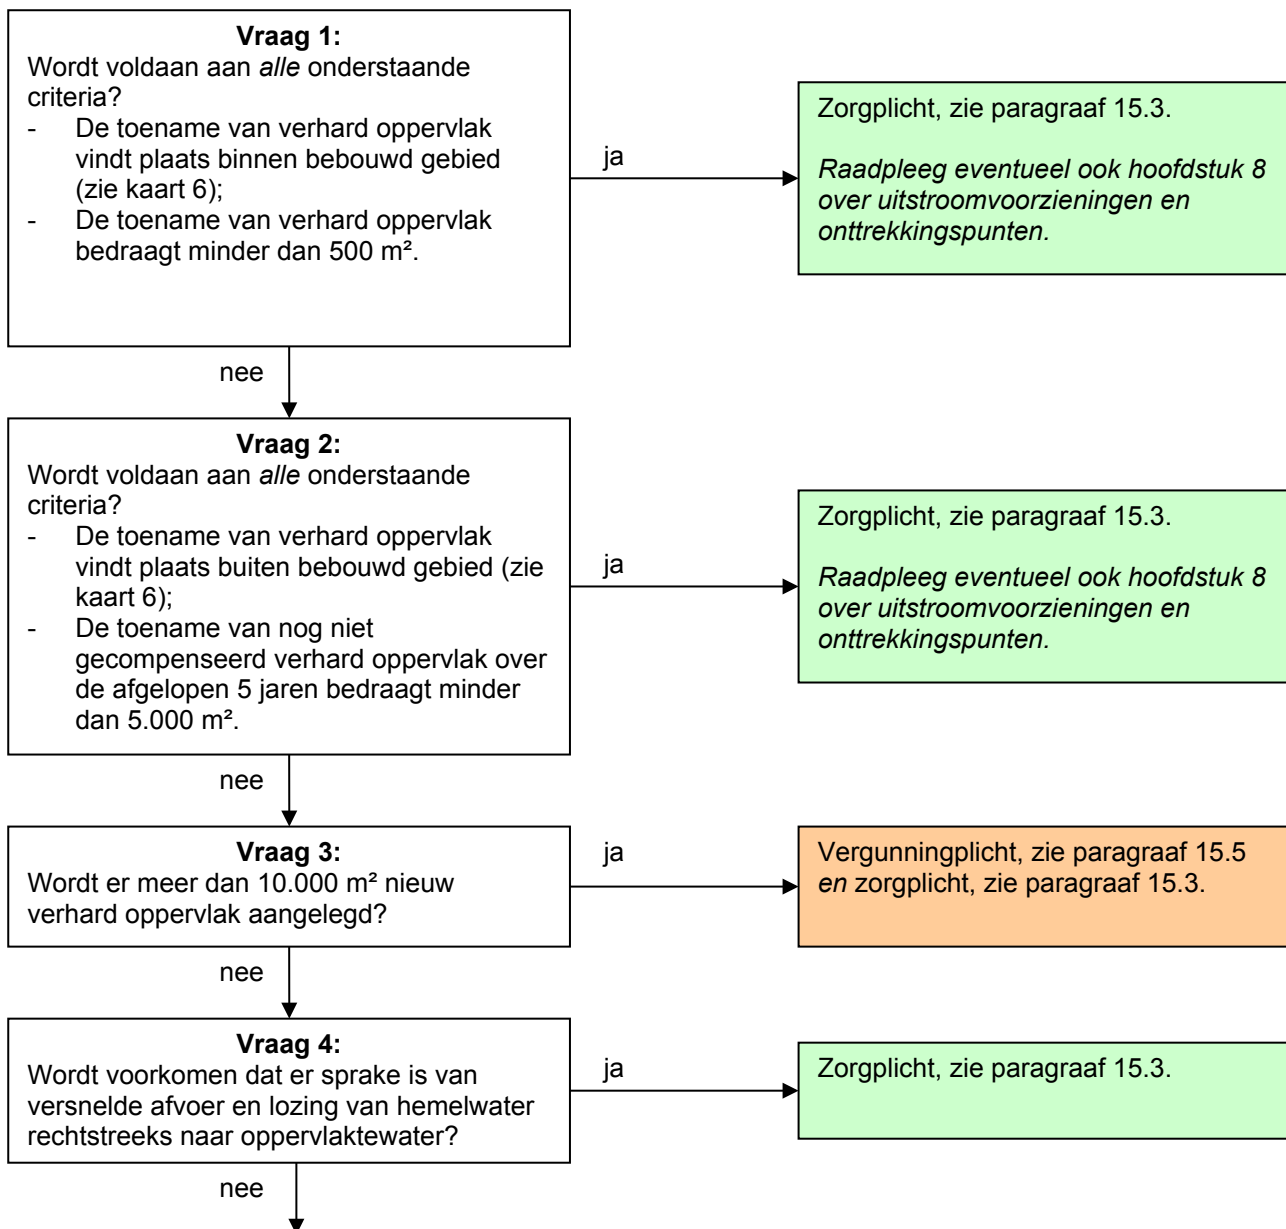 Vraag 1:
Wordt voldaan aan alle onderstaande
criteria?
- De toename van verhard oppervlak
vindt plaats binnen bebouwd gebied
(zie kaart 6);
- De toename van verhard oppervlak
bedraagt minder dan 500 m².
ja
Zorgplicht, zie paragraaf 15.3.
Raadpleeg eventueel ook hoofdstuk 8
over uitstroomvoorzieningen en
onttrekkingspunten.
nee
Vraag 2:
Wordt voldaan aan alle onderstaande
criteria?
- De toename van verhard oppervlak
vindt plaats buiten bebouwd gebied (zie
kaart 6);
- De toename van nog niet
gecompenseerd verhard oppervlak over
de afgelopen 5 jaren bedraagt minder
dan 5.000 m².
ja
Zorgplicht, zie paragraaf 15.3.
Raadpleeg eventueel ook hoofdstuk 8
over uitstroomvoorzieningen en
onttrekkingspunten.
nee
Vraag 3:
Wordt er meer dan 10.000 m² nieuw
verhard oppervlak aangelegd?
ja
Vergunningplicht, zie paragraaf 15.5
en zorgplicht, zie paragraaf 15.3.
nee
Vraag 4:
Wordt voorkomen dat er sprake is van
versnelde afvoer en lozing van hemelwater
rechtstreeks naar oppervlaktewater?
ja
Zorgplicht, zie paragraaf 15.3.
nee